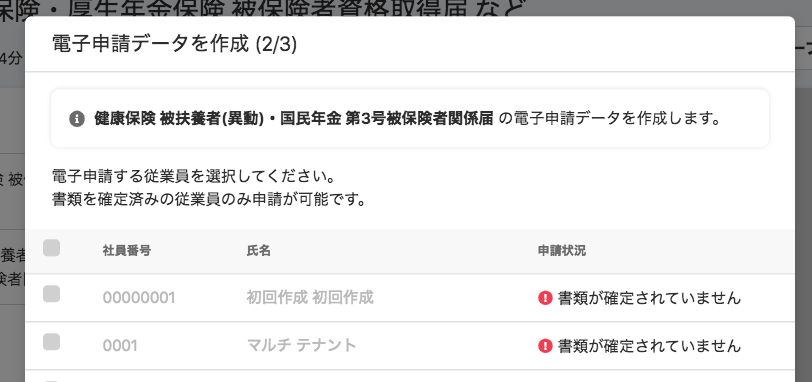 保険・厚生年金保険 被保険者資格取得届 など
電子申請データを作成 (2/3)
4分
健康保険 被扶養者(異動)・国民年金 第3号被保険者関係届 の電子申請データを作成します。
電子申請する従業員を選択してください。
書類を確定済みの従業員のみ申請が可能です。
社員番号 氏名 申請状況
00000001 初回作成 初回作成 書類が確定されていません
0001 マルチ テナント 書類が確定されていません